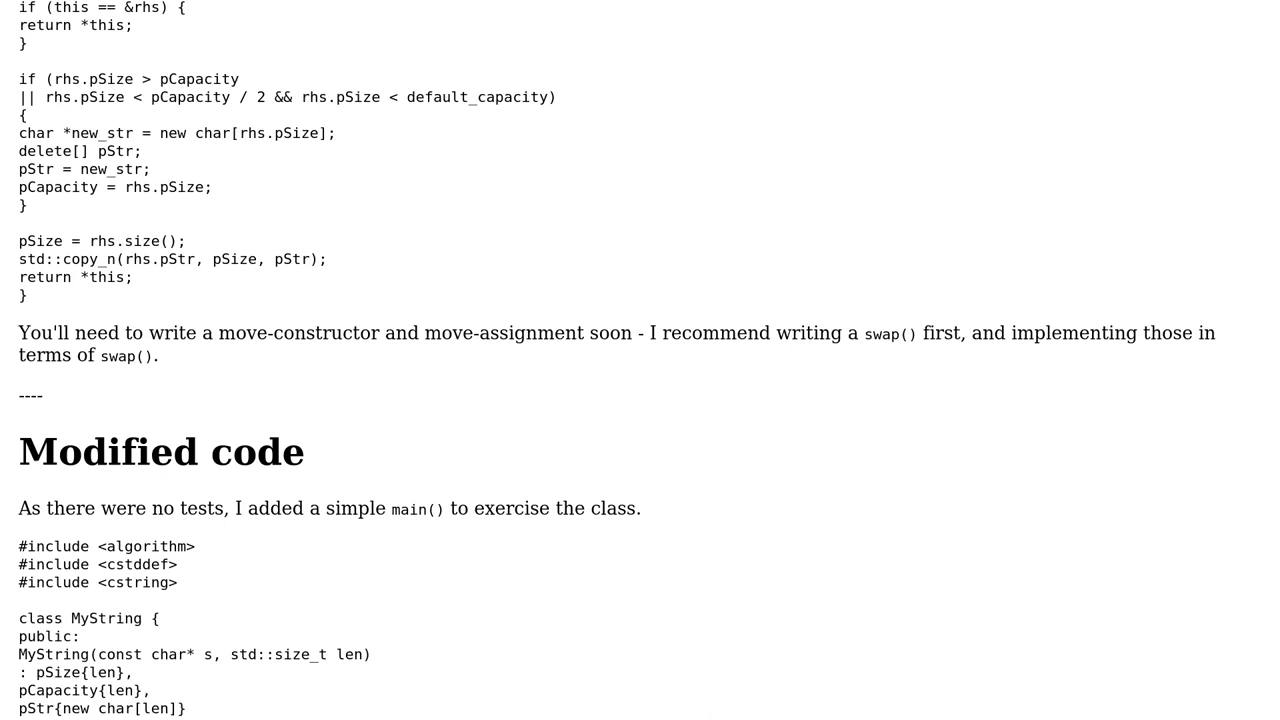 if (this == &rhs) {
return *this;
}
if (rhs.pSize > pCapacity
|| rhs.pSize < pCapacity / 2 && rhs.pSize < default_capacity)
{
char *new_str = new char[rhs.pSize];
delete[] pStr;
pStr = new_str;
pCapacity = rhs.pSize;
}
pSize = rhs.size();
std::copy_n(rhs.pStr, pSize, pStr);
return *this;
}
You'll need to write a move-constructor and move-assignment soon - I recommend writing a swap() first, and implementing those in
terms of swap().
----
Modified code
As there were no tests, I added a simple main() to exercise the class.
#include <algorithm>
#include <cstddef>
#include <cstring>
class MyString {
public:
MyString(const char* s, std::size_t len)
: pSize{len},
pCapacity{len},
pStr{new char[len]}